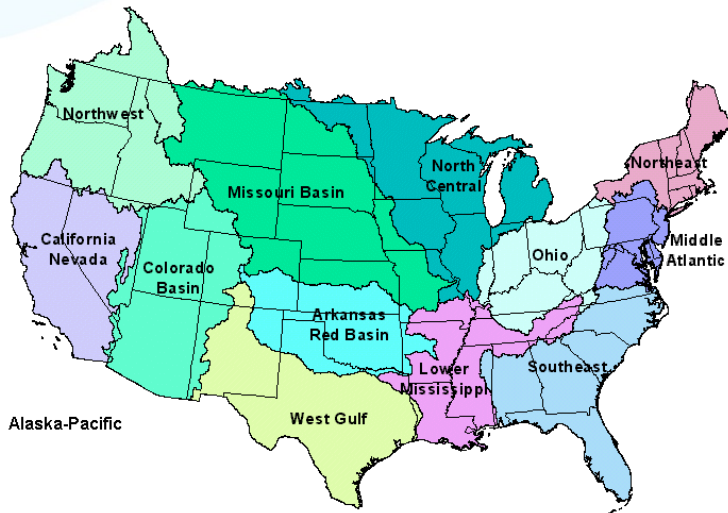 Northwest
Northeast
North
Central
Missouri Basin
California
Nevada
Colorado
Basin
Ohio
Middle
Atlantic
Arkansas
Red Basin
Lower
Mississippi
Southeast
West Gulf
Alaska-Pacific